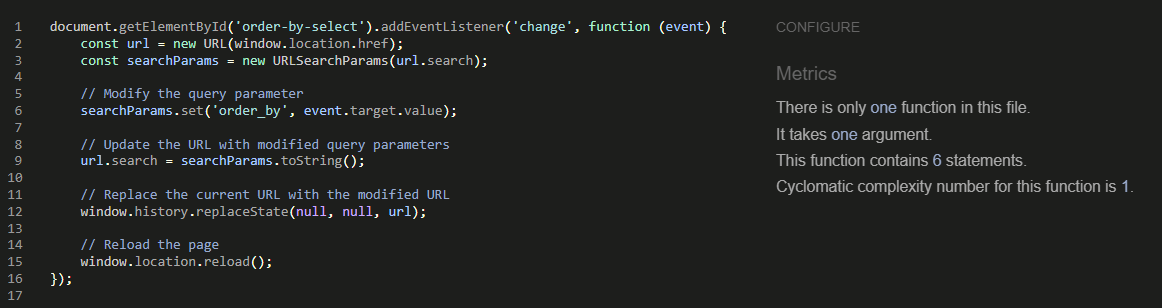 1 document.getElementById('order-by-select').addEventListener('change', function (event) {
2     const url = new URL(window.location.href);
3     const searchParams = new URLSearchParams(url.search);
4
5     // Modify the query parameter
6     searchParams.set('order_by', event.target.value);
7
8     // Update the URL with modified query parameters
9     url.search = searchParams.toString();
10
11     // Replace the current URL with the modified URL
12     window.history.replaceState(null, null, url);
13
14     // Reload the page
15     window.location.reload();
16 });
17
CONFIGURE
Metrics
There is only one function in this file.
It takes one argument.
This function contains 6 statements.
Cyclomatic complexity number for this function is 1.